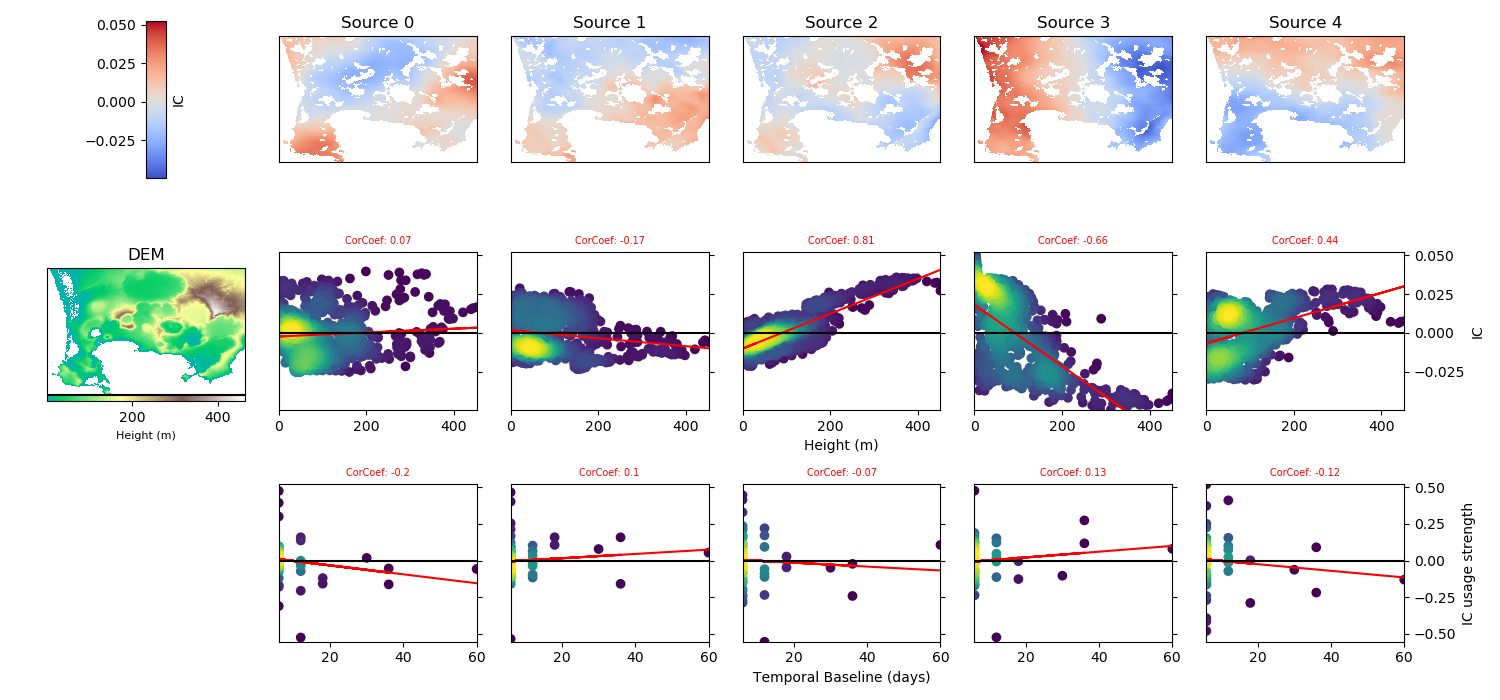 Source 0 Source 1 Source 2 Source 3 Source 4
0.050
0.025
0.000
−0.025
IC
DEM
200 400
Height (m)
CorCoef: 0.07 CorCoef: -0.17 CorCoef: 0.81 CorCoef: -0.66 CorCoef: 0.44
0.050
0.025
0.000
−0.025
IC
0 200 400 0 200 400 0 200 400 0 200 400 0 200 400
Height (m)
CorCoef: -0.2 CorCoef: 0.1 CorCoef: -0.07 CorCoef: 0.13 CorCoef: -0.12
0.50
0.25
0.00
−0.25
−0.50
IC usage strength
20 40 60 20 40 60 20 40 60 20 40 60 20 40 60
Temporal Baseline (days)